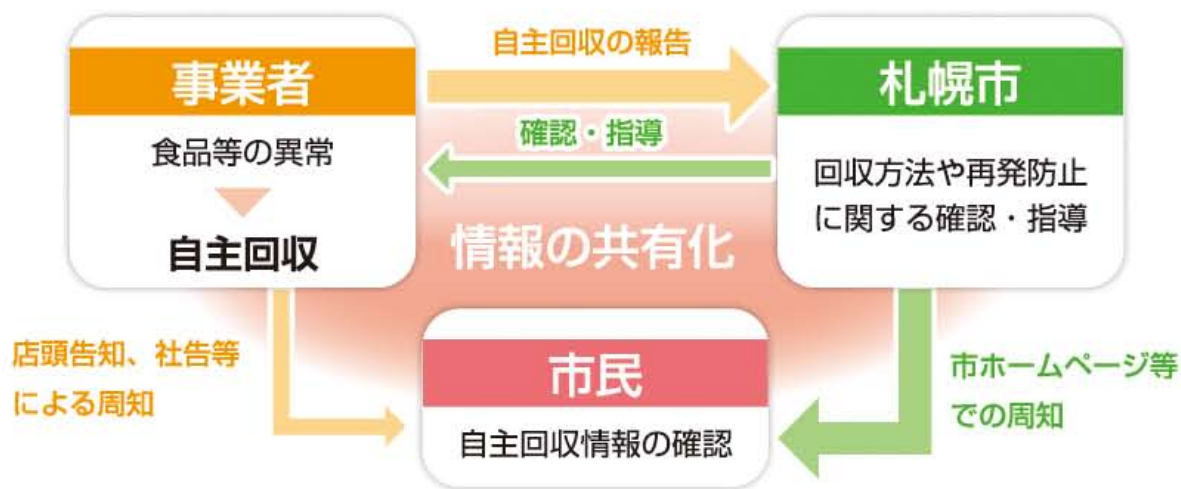 自主回収の報告
事業者
食品等の異常
自主回収
確認・指導
札幌市
回収方法や再発防止
に関する確認・指導
情報の共有化
店頭告知、社告等
による周知
市民
自主回収情報の確認
市ホームページ等
での周知